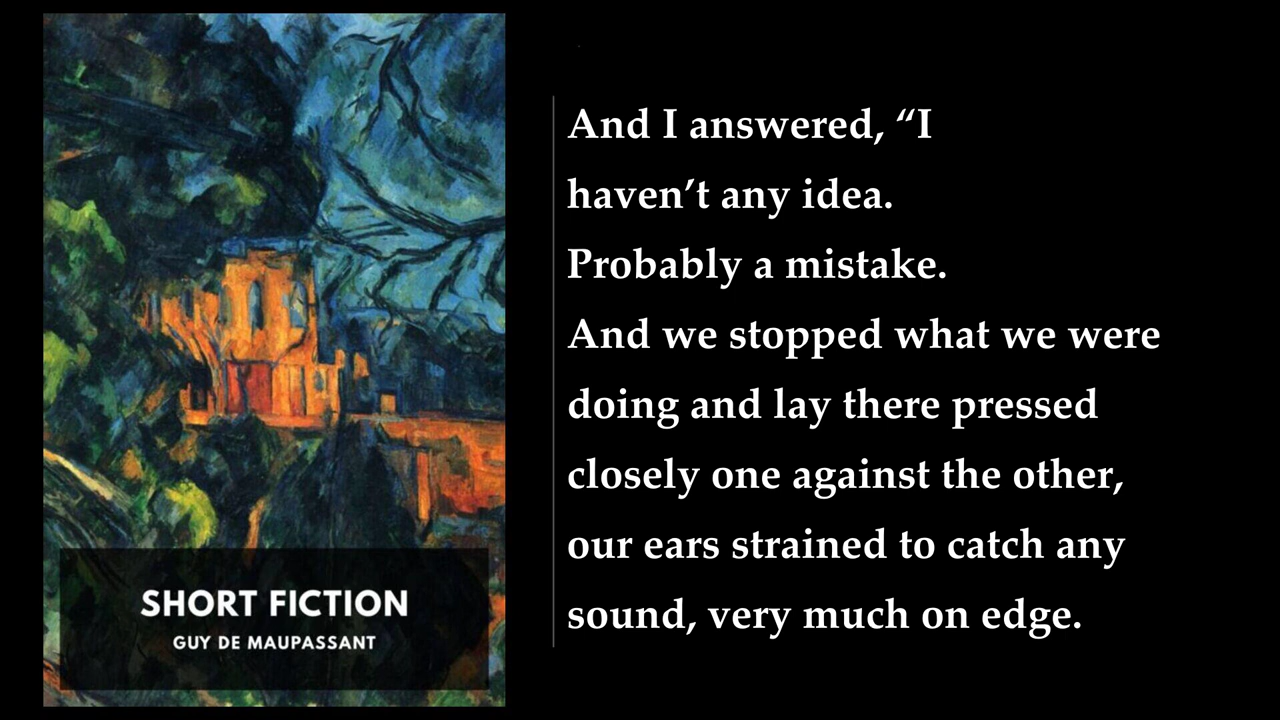 SHORT FICTION
GUY DE MAUPASSANT
And I answered, “I
haven’t any idea.
Probably a mistake.
And we stopped what we were
doing and lay there pressed
closely one against the other,
our ears strained to catch any
sound, very much on edge.